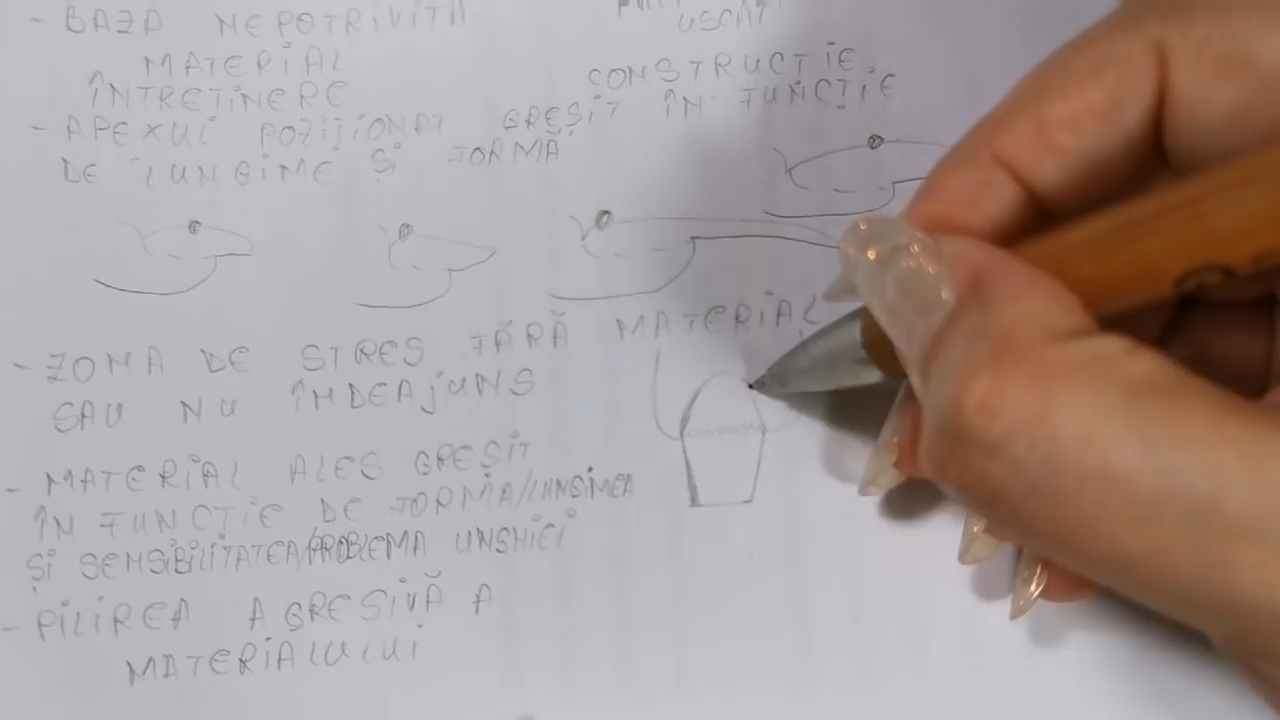 - BAZA NEPOTRIVITĂ
USCAT
MATERIAL
ÎNTREȚINERE
CONSTRUCȚIE
- APEXUL POZIȚIONAT GREȘIT ÎN FUNCȚIE
DE LUNGIME ȘI FORMĂ
- ZONA DE STRES FĂRĂ MATERIAL
SAU NU ÎNDEAJUNS
- MATERIAL ALES GREȘIT
ÎN FUNCȚIE DE FORMA/LUNGIMEA
ȘI SENSIBILITATEA/PROBLEMA UNGHIEI
- PILIREA AGRESIVĂ A
MATERIALULUI